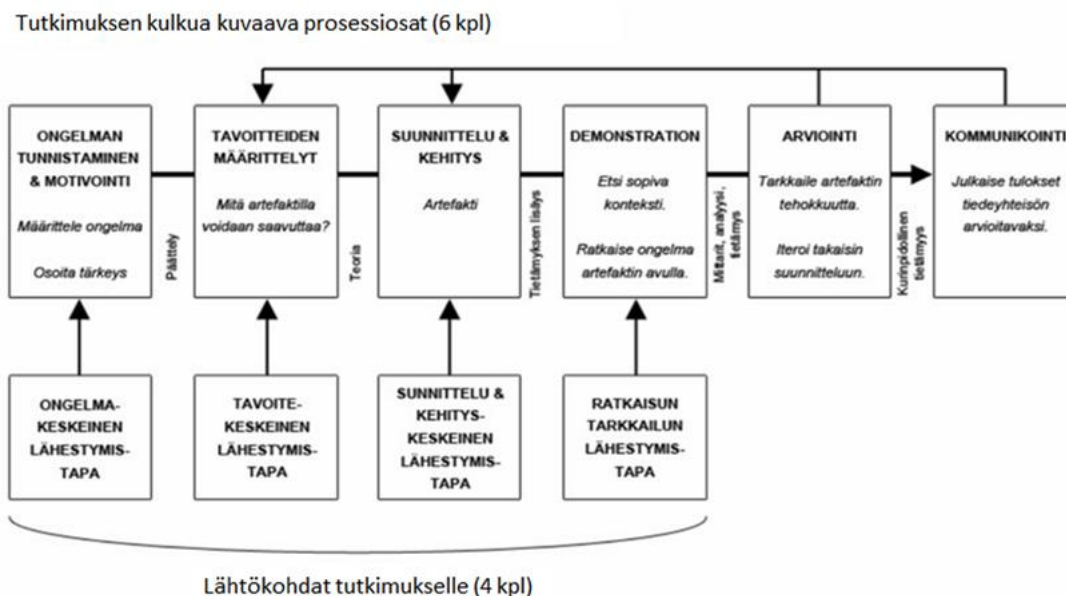 Tutkimuksen kulkua kuvaava prosessiosat (6 kpl)
ONGELMAN
TUNNISTAMINEN
& MOTIVOINTI
Määrittele ongelma
Osoita tärkeys
Päättely
TAVOITTEIDEN
MÄÄRITTELYT
Mitä artefaktilla
voidaan saavuttaa?
Teoria
SUUNNITTELU &
KEHITYS
Artefakti
Tietämyksen lisäys
DEMONSTRATION
Etsi sopiva
konteksti.
Ratkaise ongelma
artefaktin avulla.
Mittarit, analyysi,
tietämys
ARVIOINTI
Tarkkaile artefaktin
tehokkuutta.
Iteroi takaisin
suunnitteluun.
Kurinpidollinen
tietämyys
KOMMUNIKOINTI
Julkaise tulokset
tiedeyhteisön
arvioitavaksi.
ONGELMA-
KESKEINEN
LÄHESTYMIS-
TAPA
TAVOITE-
KESKEINEN
LÄHESTYMIS-
TAPA
SUNNITTELU &
KEHITYS-
KESKEINEN
LÄHESTYMIS-
TAPA
RATKAISUN
TARKKAILUN
LÄHESTYMIS-
TAPA
Lähtökohdat tutkimukselle (4 kpl)